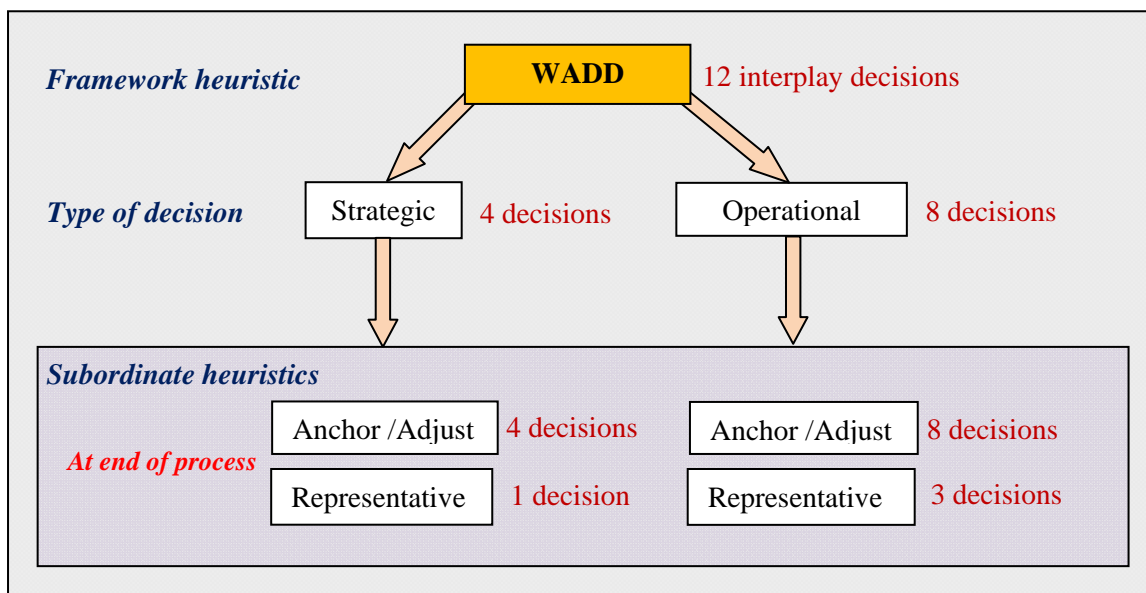 Framework heuristic WADD 12 interplay decisions
Type of decision Strategic 4 decisions Operational 8 decisions
Subordinate heuristics
Anchor /Adjust 4 decisions Anchor /Adjust 8 decisions
At end of process
Representative 1 decision Representative 3 decisions